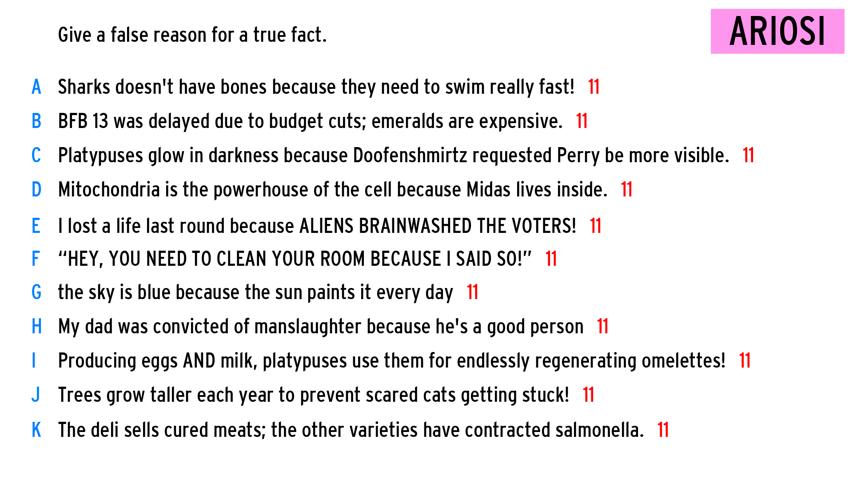 Give a false reason for a true fact.
ARIOSI
A Sharks doesn't have bones because they need to swim really fast! 11
B BFB 13 was delayed due to budget cuts; emeralds are expensive. 11
C Platypuses glow in darkness because Doofenshmirtz requested Perry be more visible. 11
D Mitochondria is the powerhouse of the cell because Midas lives inside. 11
E I lost a life last round because ALIENS BRAINWASHED THE VOTERS! 11
F “HEY, YOU NEED TO CLEAN YOUR ROOM BECAUSE I SAID SO!” 11
G the sky is blue because the sun paints it every day 11
H My dad was convicted of manslaughter because he's a good person 11
I Producing eggs AND milk, platypuses use them for endlessly regenerating omelettes! 11
J Trees grow taller each year to prevent scared cats getting stuck! 11
K The deli sells cured meats; the other varieties have contracted salmonella. 11